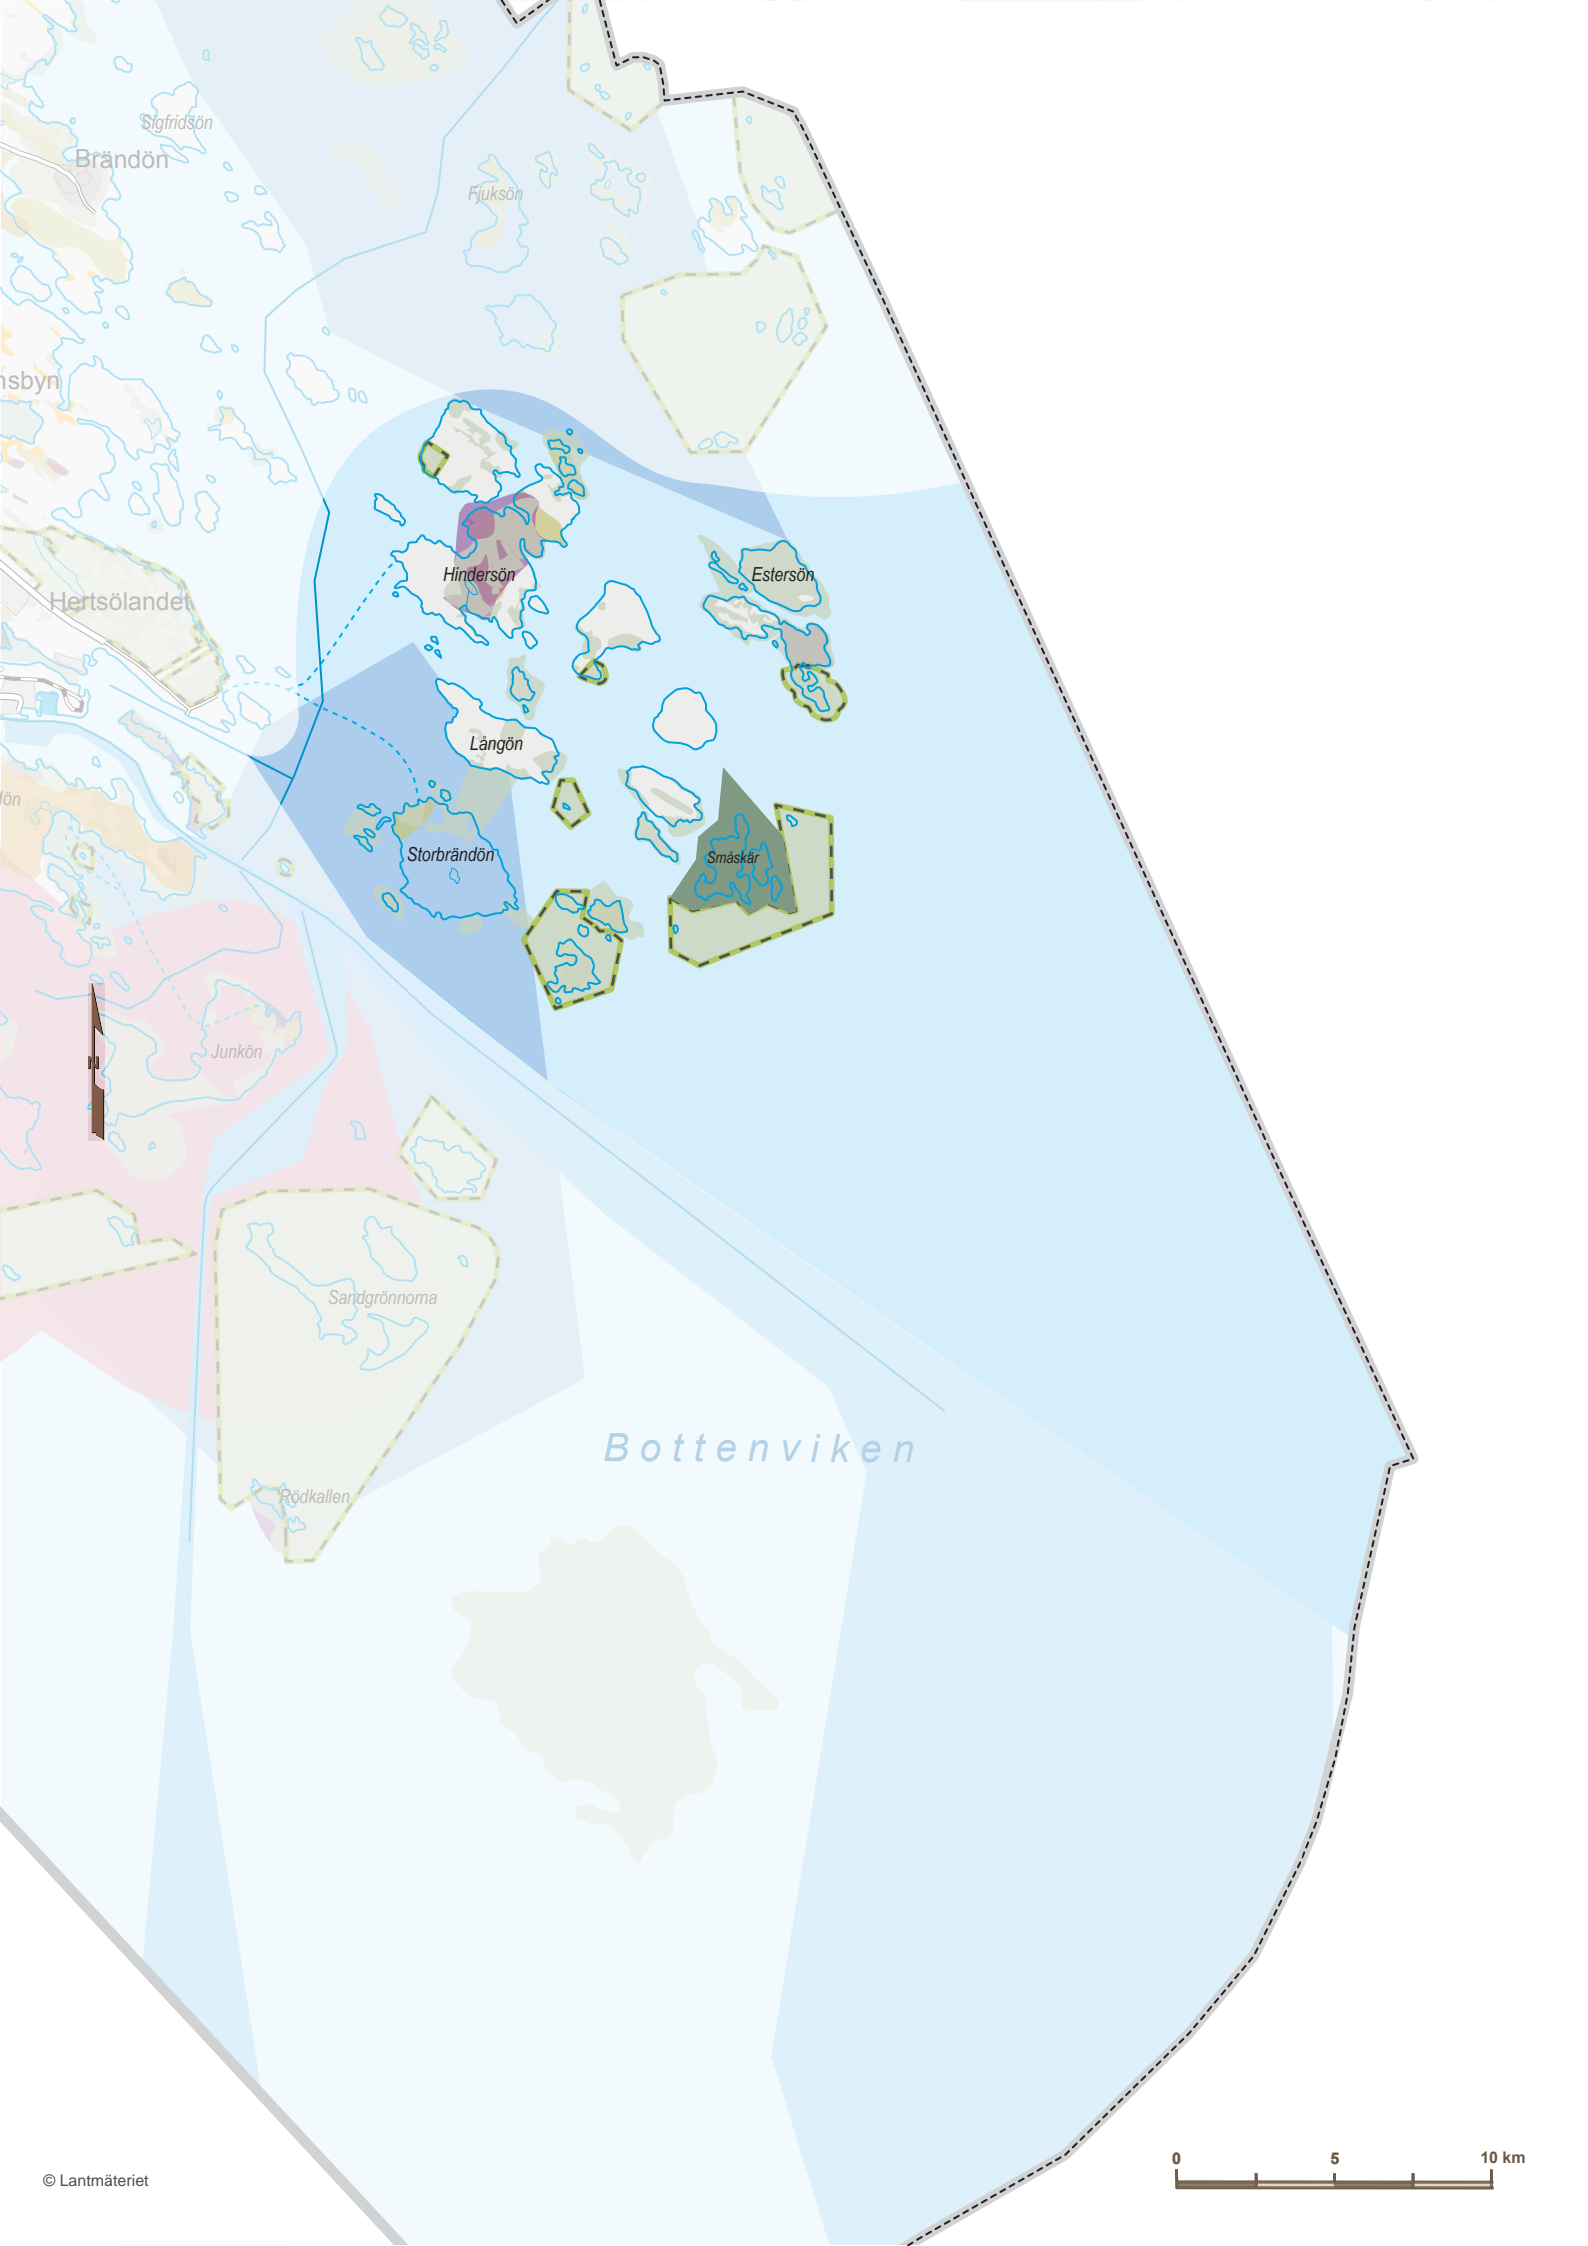 Sigfridsön
Brändön
Fjuksön
nsbyn
Hindersön
Estersön
Hertsölandet
Långön
lön
Storbrändön
Småskär
N
Junkön
Sandgrönnorna
Bottenviken
Rödkallen
0 5 10 km
© Lantmäteriet